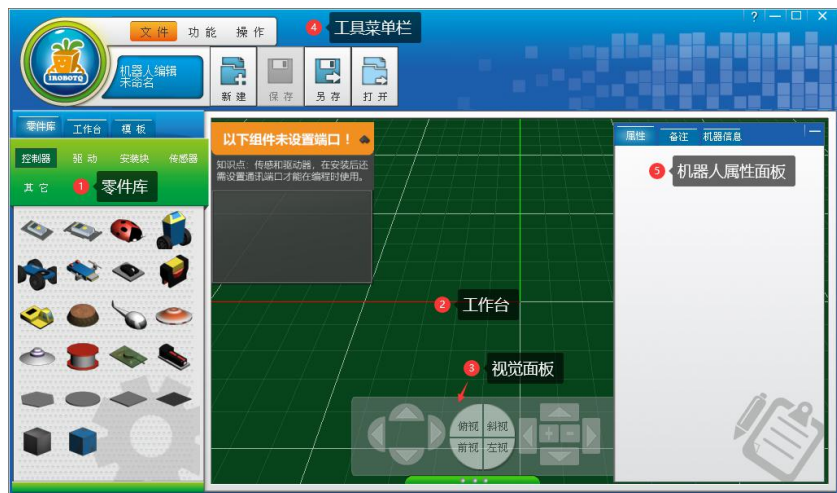 文件 功能 操作
4 工具菜单栏
? — □ ×
IROBOTQ
机器人编辑
未命名
新建 保存 另存 打开
零件库 工作台 模板
控制器 驱动 安装块 传感器
其它
1 零件库
以下组件未设置端口！
知识点：传感和驱动器，在安装后还
需设置通讯端口才能在编程时使用。
属性 备注 机器信息
5 机器人属性面板
2 工作台
3 视觉面板
俯视 斜视
前视 左视